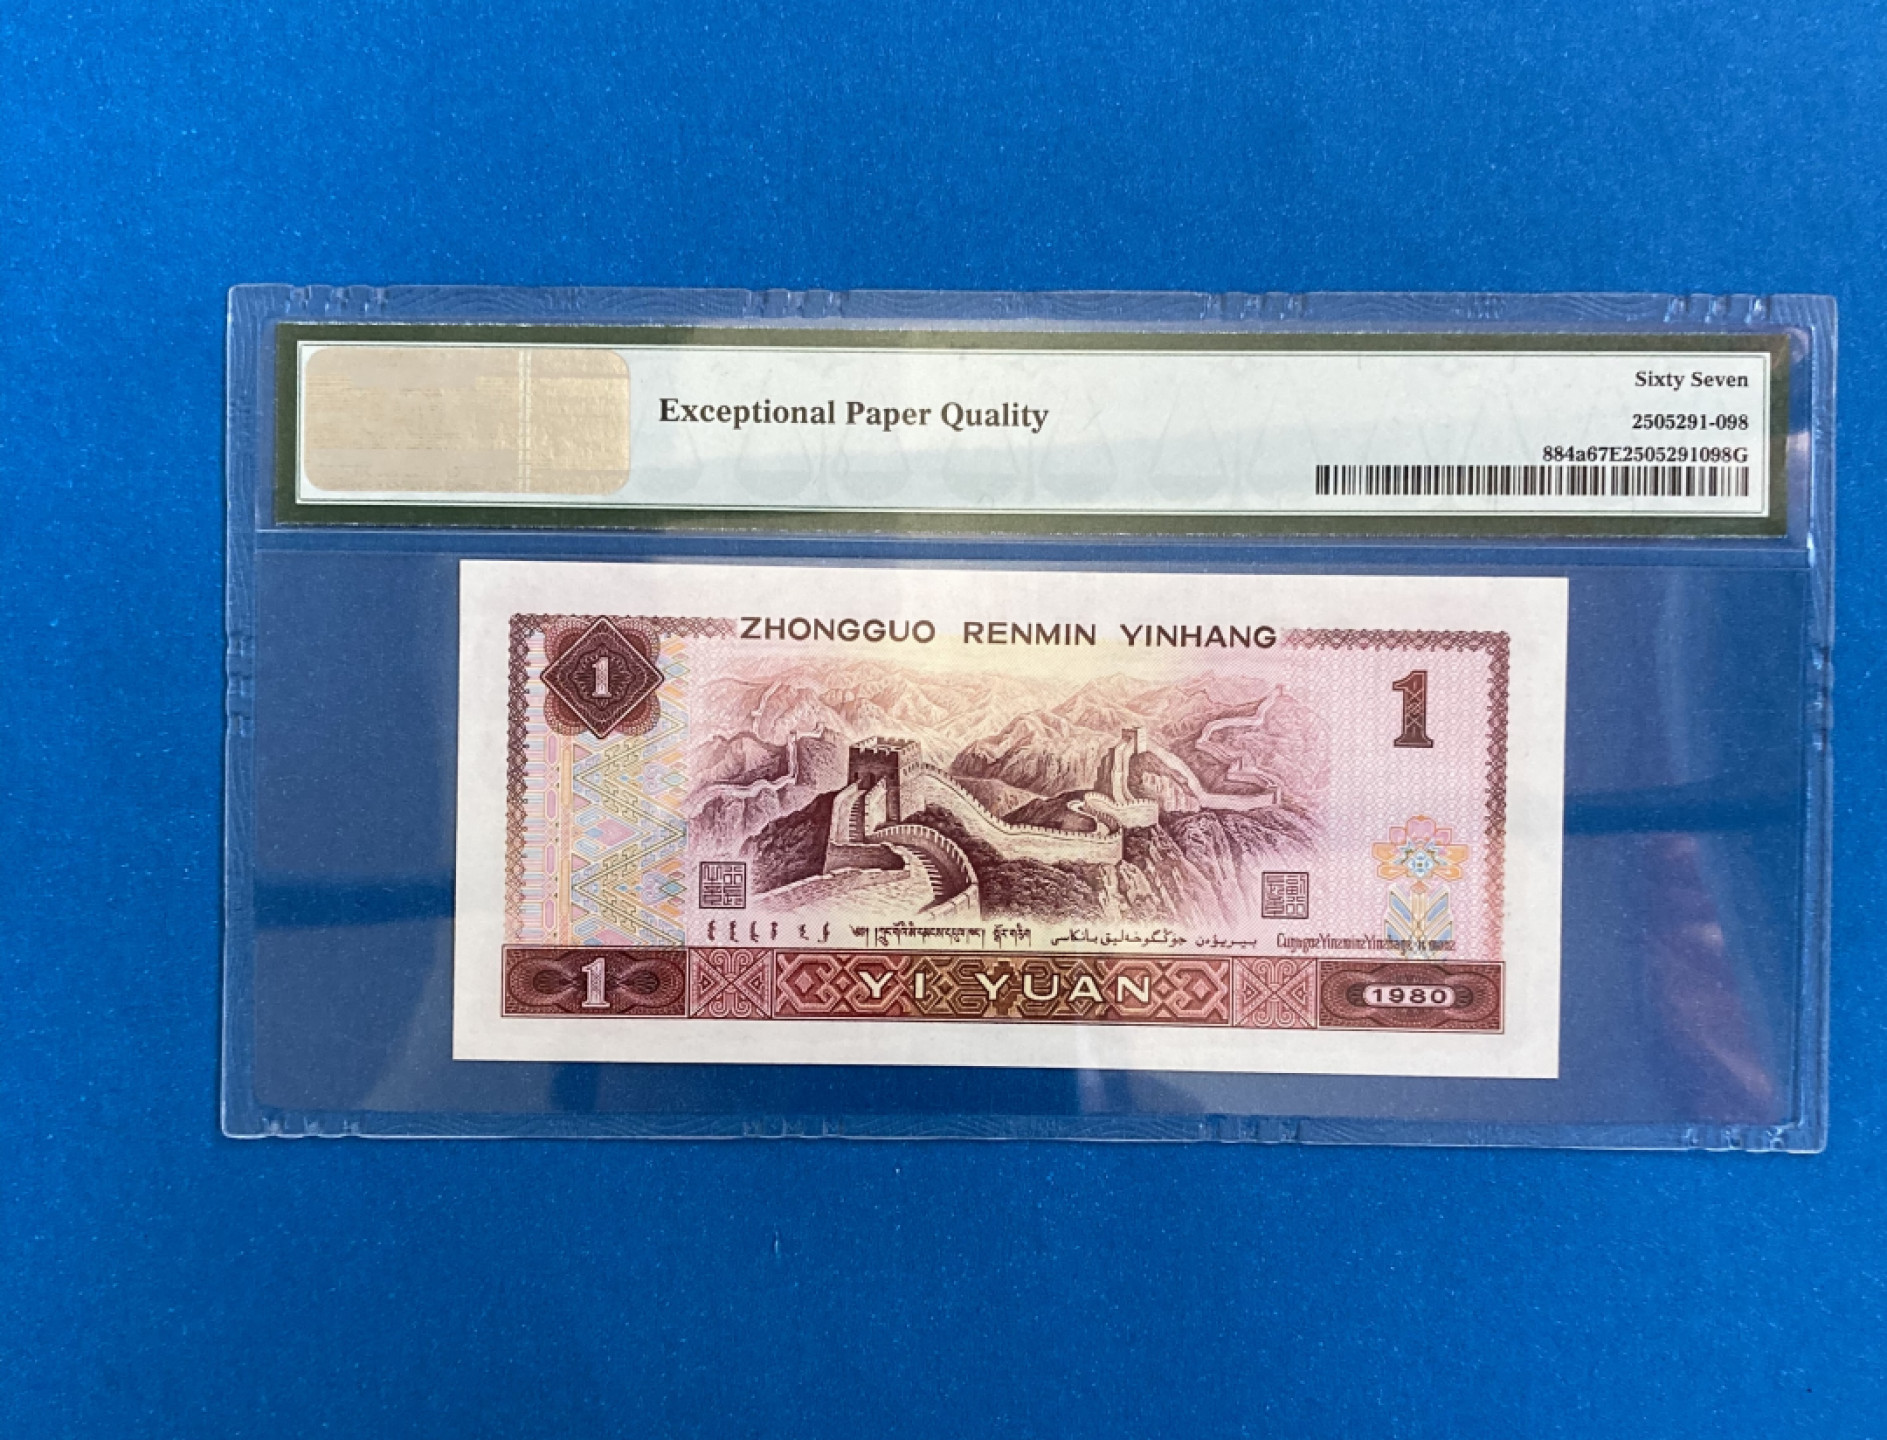 Sixty Seven
Exceptional Paper Quality
2505291-098
884a67E2505291098G
ZHONGGUO RENMIN YINHANG
1
1
1
YI YUAN
1980